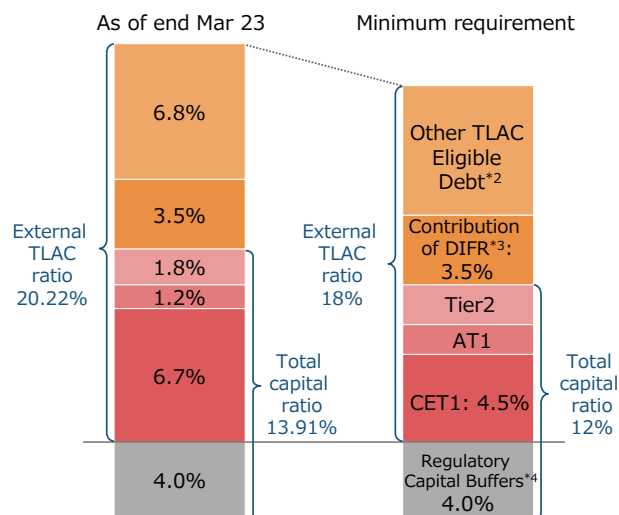 As of end Mar 23
Minimum requirement
6.8%
3.5%
1.8%
1.2%
6.7%
4.0%
External
TLAC
ratio
20.22%
Total
capital
ratio
13.91%
Other TLAC
Eligible
Debt*2
Contribution
of DIFR*3:
3.5%
Tier2
AT1
CET1: 4.5%
Regulatory
Capital Buffers*4
4.0%
External
TLAC
ratio
18%
Total
capital
ratio
12%